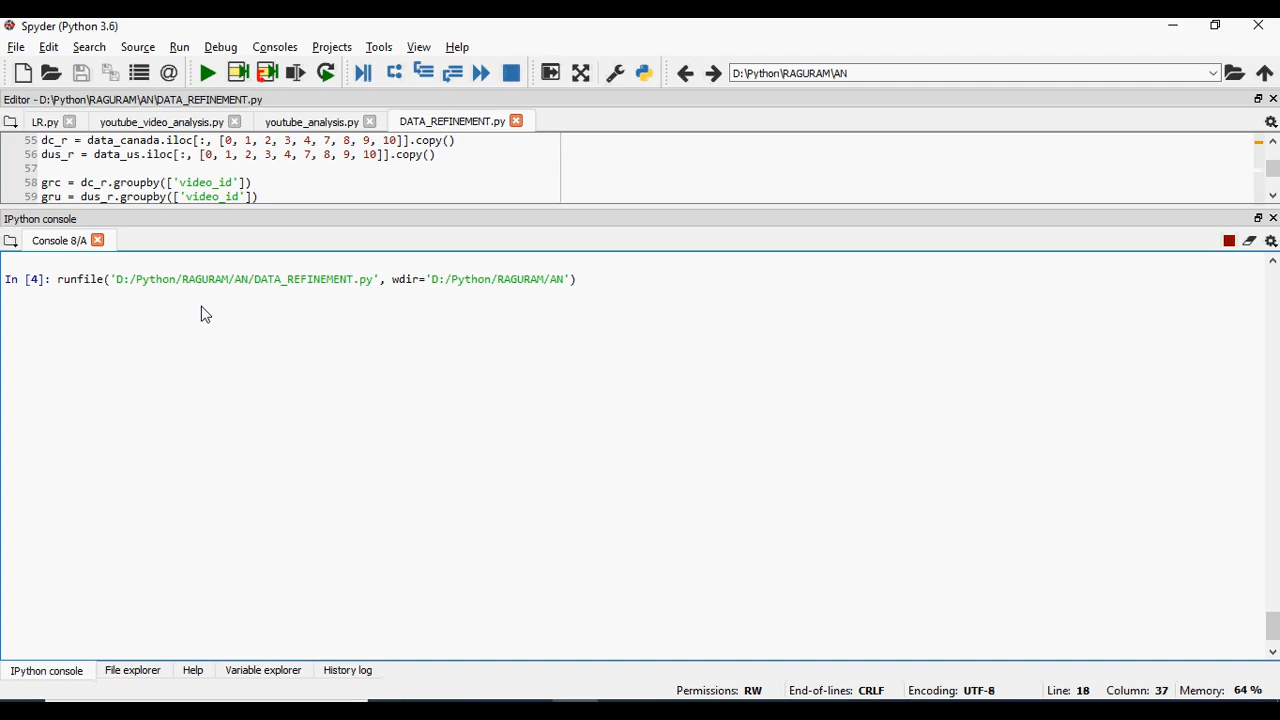 Spyder (Python 3.6)
File Edit Search Source Run Debug Consoles Projects Tools View Help
D:\Python\RAGURAM\AN
Editor - D:\Python\RAGURAM\AN\DATA_REFINEMENT.py
LR.py youtube_video_analysis.py youtube_analysis.py DATA_REFINEMENT.py
55 dc_r = data_canada.iloc[:, [0, 1, 2, 3, 4, 7, 8, 9, 10]].copy()
56 dus_r = data_us.iloc[:, [0, 1, 2, 3, 4, 7, 8, 9, 10]].copy()
57
58 grc = dc_r.groupby(['video_id'])
59 gru = dus_r.groupby(['video_id'])
IPython console
Console 8/A
In [4]: runfile('D:/Python/RAGURAM/AN/DATA_REFINEMENT.py', wdir='D:/Python/RAGURAM/AN')
IPython console File explorer Help Variable explorer History log
Permissions: RW End-of-lines: CRLF Encoding: UTF-8 Line: 18 Column: 37 Memory: 64 %